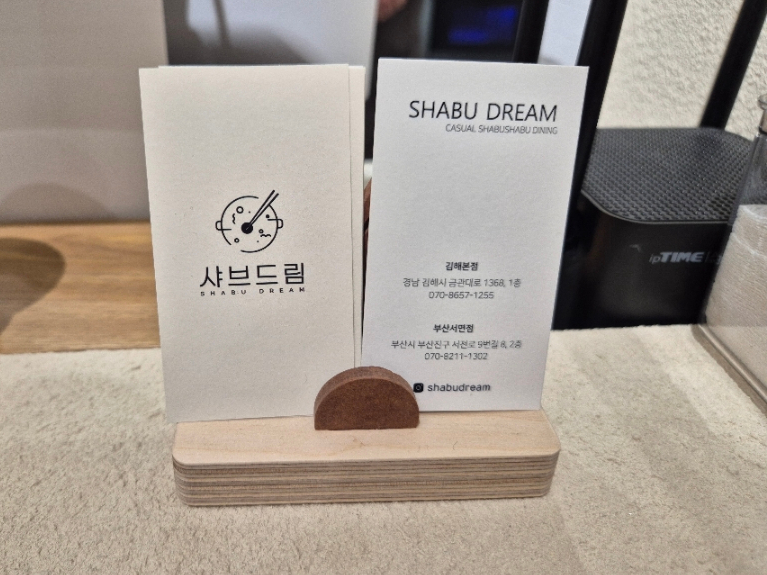 샤브드림
SHABU DREAM
SHABU DREAM
CASUAL SHABUSHABU DINING
김해본점
경남 김해시 금관대로 1368, 1층
070-8657-1255
부산서면점
부산시 부산진구 서전로 9번길 8, 2층
070-8211-1302
shabudream
ipTIME